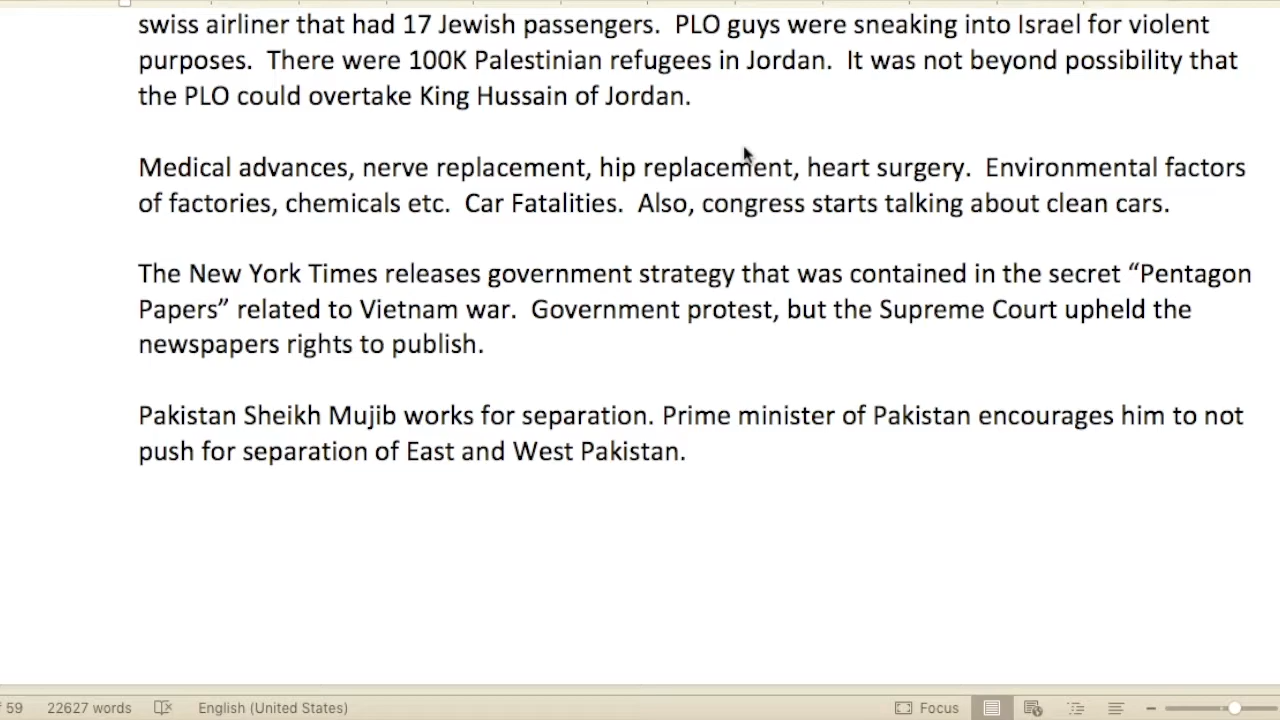 swiss airliner that had 17 Jewish passengers.  PLO guys were sneaking into Israel for violent
purposes.  There were 100K Palestinian refugees in Jordan.  It was not beyond possibility that
the PLO could overtake King Hussain of Jordan.
Medical advances, nerve replacement, hip replacement, heart surgery.  Environmental factors
of factories, chemicals etc.  Car Fatalities.  Also, congress starts talking about clean cars.
The New York Times releases government strategy that was contained in the secret “Pentagon
Papers” related to Vietnam war.  Government protest, but the Supreme Court upheld the
newspapers rights to publish.
Pakistan Sheikh Mujib works for separation. Prime minister of Pakistan encourages him to not
push for separation of East and West Pakistan.
59 22627 words English (United States) Focus